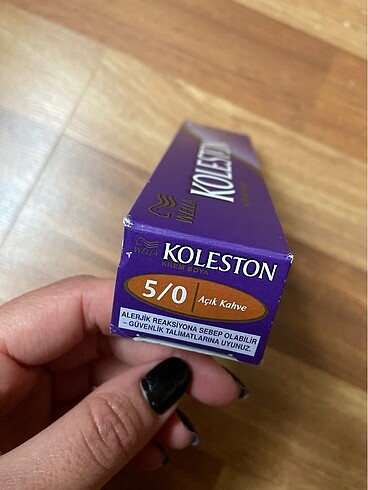 WELLA
KOLESTON
WELLA
KOLESTON
KREM BOYA
5/0
Açık Kahve
ALERJİK REAKSİYONA SEBEP OLABİLİR
– GÜVENLİK TALİMATLARINA UYUNUZ.